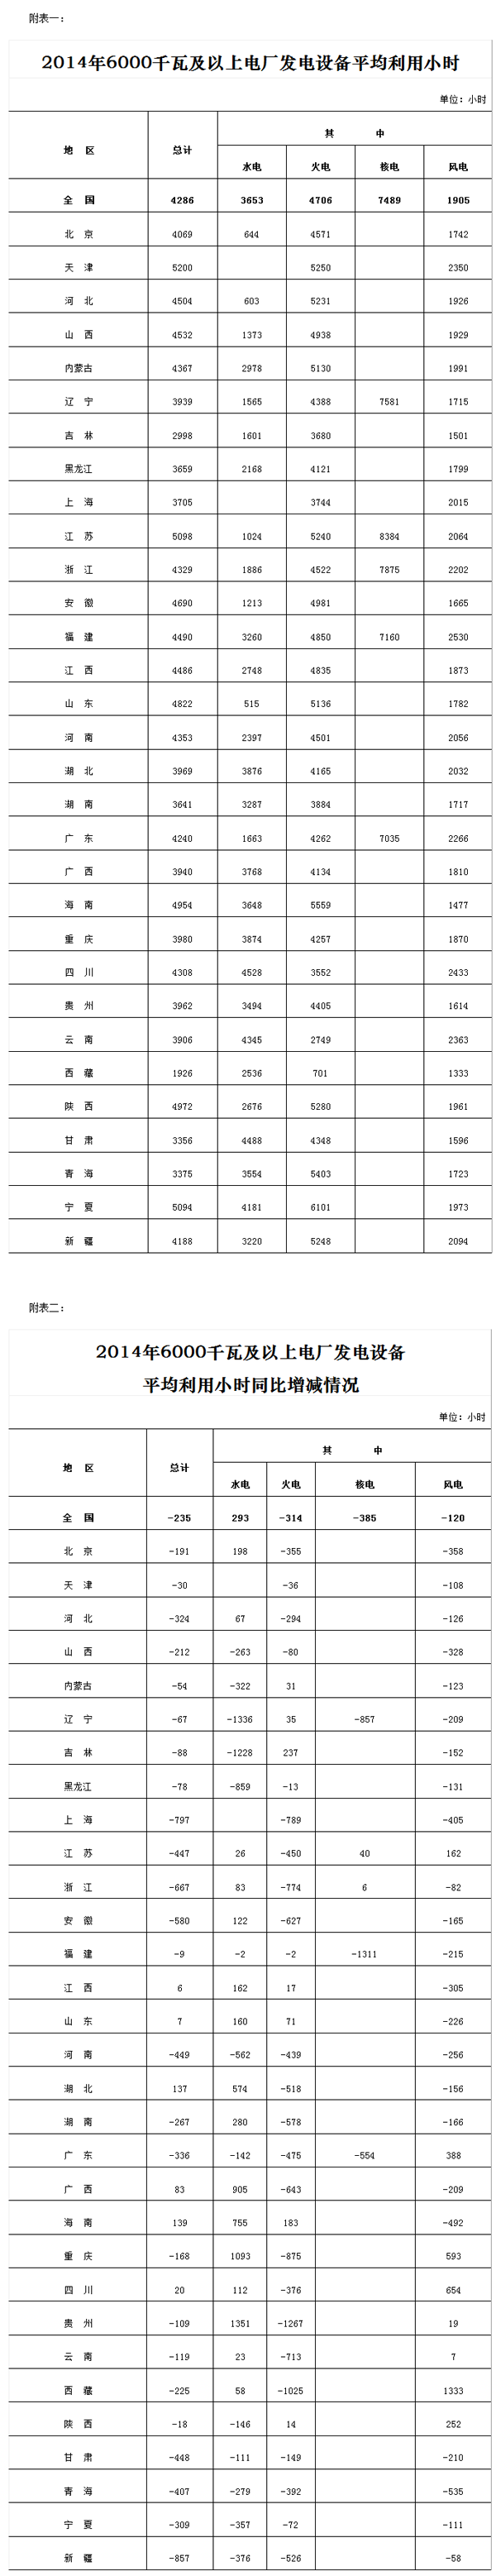 附表一:
2014年6000千瓦及以上电厂发电设备平均利用小时
单位: 小时
地 区 总计 其 中
水电 火电 核电 风电
全 国 4286 3653 4706 7489 1905
北 京 4069 644 4571 1742
天 津 5200 5250 2350
河 北 4504 603 5231 1926
山 西 4532 1373 4938 1929
内蒙古 4367 2978 5130 1991
辽 宁 3939 1565 4388 7581 1715
吉 林 2998 1601 3680 1501
黑龙江 3659 2168 4121 1799
上 海 3705 3744 2015
江 苏 5098 1024 5240 8384 2064
浙 江 4329 1886 4522 7875 2202
安 徽 4690 1213 4981 1665
福 建 4490 3260 4850 7160 2530
江 西 4486 2748 4835 1873
山 东 4822 515 5136 1782
河 南 4353 2397 4501 2056
湖 北 3969 3876 4165 2032
湖 南 3641 3287 3884 1717
广 东 4240 1663 4262 7035 2266
广 西 3940 3768 4134 1810
海 南 4954 3648 5559 1477
重 庆 3980 3874 4257 1870
四 川 4308 4528 3552 2433
贵 州 3962 3494 4405 1614
云 南 3906 4345 2749 2363
西 藏 1926 2536 701 1333
陕 西 4972 2676 5280 1961
甘 肃 3356 4488 4348 1596
青 海 3375 3554 5403 1723
宁 夏 5094 4181 6101 1973
新 疆 4188 3220 5248 2094
附表二:
2014年6000千瓦及以上电厂发电设备
平均利用小时同比增减情况
单位: 小时
地 区 总计 其 中
水电 火电 核电 风电
全 国 -235 293 -314 -385 -120
北 京 -191 198 -355 -358
天 津 -30 -36 -108
河 北 -324 67 -294 -126
山 西 -212 -263 -80 -328
内蒙古 -54 -322 31 -123
辽 宁 -67 -1336 35 -857 -209
吉 林 -88 -1228 237 -152
黑龙江 -78 -859 -13 -131
上 海 -797 -789 -405
江 苏 -447 26 -450 40 162
浙 江 -667 83 -774 6 -82
安 徽 -580 122 -627 -165
福 建 -9 -2 -2 -1311 -215
江 西 6 162 17 -305
山 东 7 160 71 -226
河 南 -449 -562 -439 -256
湖 北 137 574 -518 -156
湖 南 -267 280 -578 -166
广 东 -336 -142 -475 -554 388
广 西 83 905 -643 -209
海 南 139 755 183 -492
重 庆 -168 1093 -875 593
四 川 20 112 -376 654
贵 州 -109 1351 -1267 19
云 南 -119 23 -713 7
西 藏 -225 58 -1025 1333
陕 西 -18 -146 14 252
甘 肃 -448 -111 -149 -210
青 海 -407 -279 -392 -535
宁 夏 -309 -357 -72 -111
新 疆 -857 -376 -526 -58